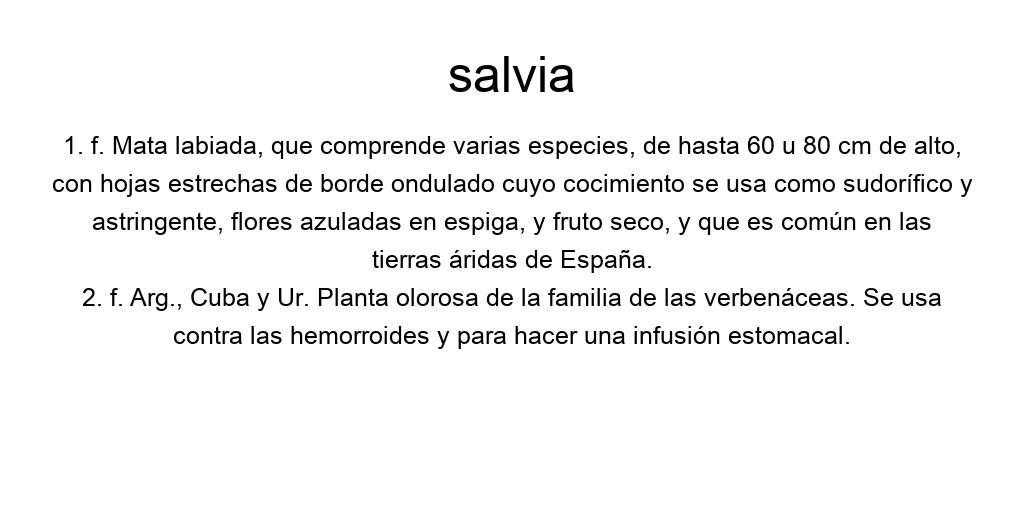 salvia
1. f. Mata labiada, que comprende varias especies, de hasta 60 u 80 cm de alto,
con hojas estrechas de borde ondulado cuyo cocimiento se usa como sudorífico y
astringente, flores azuladas en espiga, y fruto seco, y que es común en las
tierras áridas de España.
2. f. Arg., Cuba y Ur. Planta olorosa de la familia de las verbenáceas. Se usa
contra las hemorroides y para hacer una infusión estomacal.